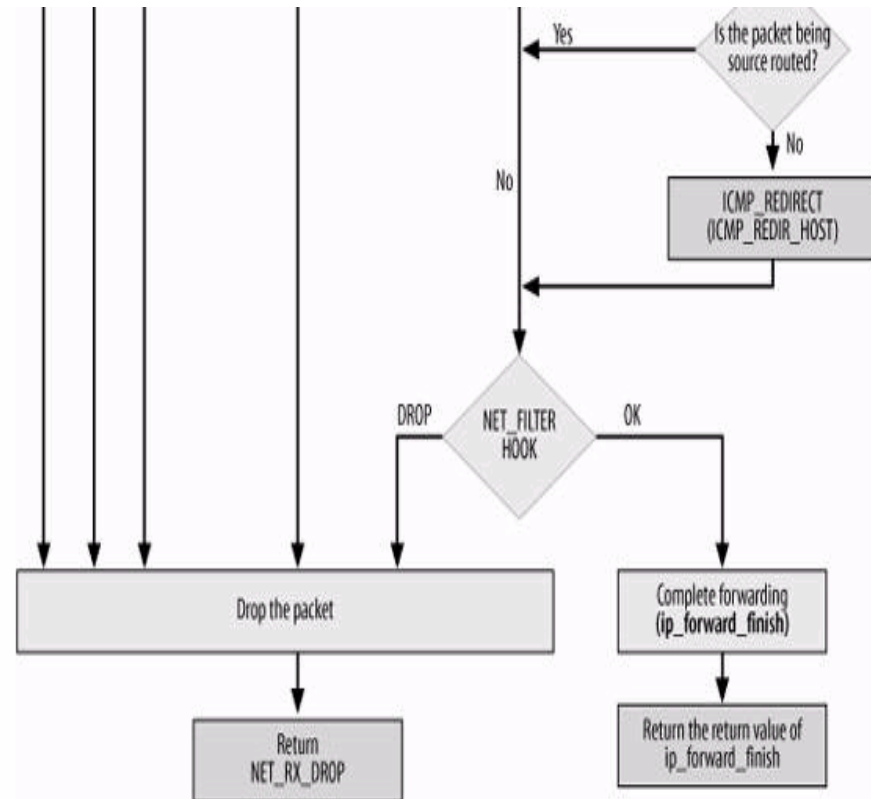 Yes
Is the packet being
source routed?
No
No
ICMP_REDIRECT
(ICMP_REDIR_HOST)
DROP
NET_FILTER
HOOK
OK
Drop the packet
Complete forwarding
(ip_forward_finish)
Return
NET_RX_DROP
Return the return value of
ip_forward_finish